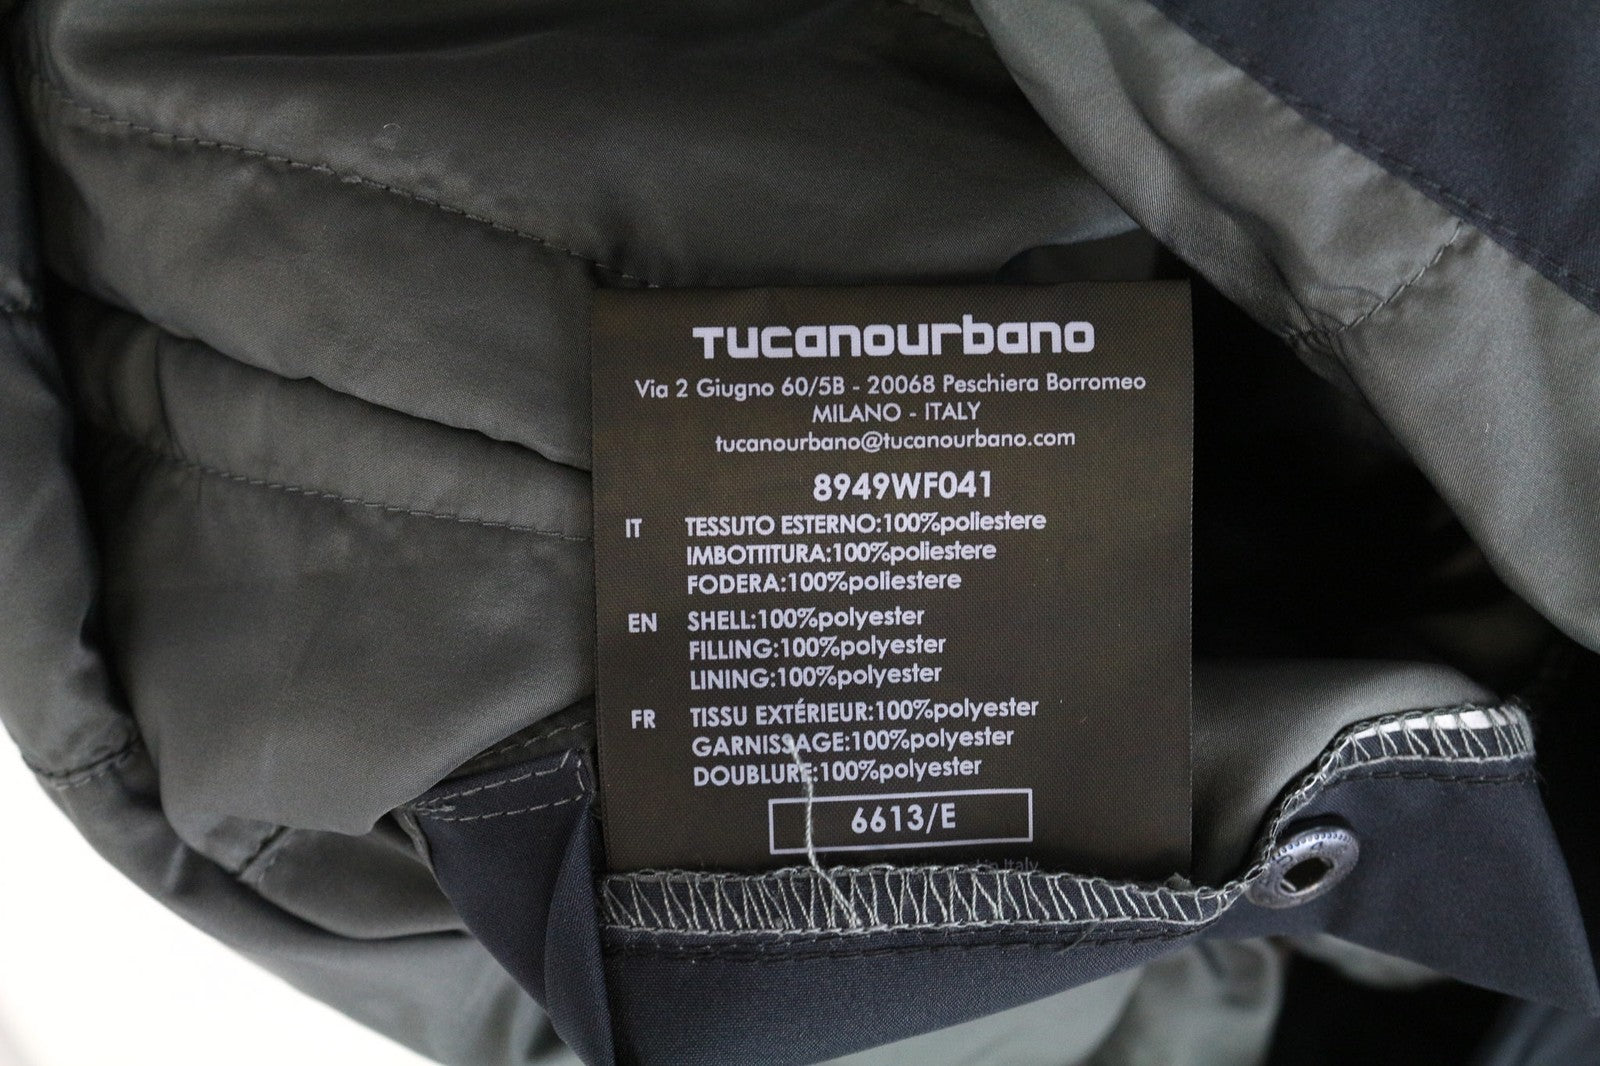 TUCANOURBANO
Via 2 Giugno 60/5B - 20068 Peschiera Borromeo
MILANO - ITALY
tucanourbano@tucanourbano.com
8949WF041
IT TESSUTO ESTERNO:100%poliestere
IMBOTTITURA:100%poliestere
FODERA:100%poliestere
EN SHELL:100%polyester
FILLING:100%polyester
LINING:100%polyester
FR TISSU EXTÉRIEUR:100%polyester
GARNISSAGE:100%polyester
DOUBLURE:100%polyester
6613/E
in Italy